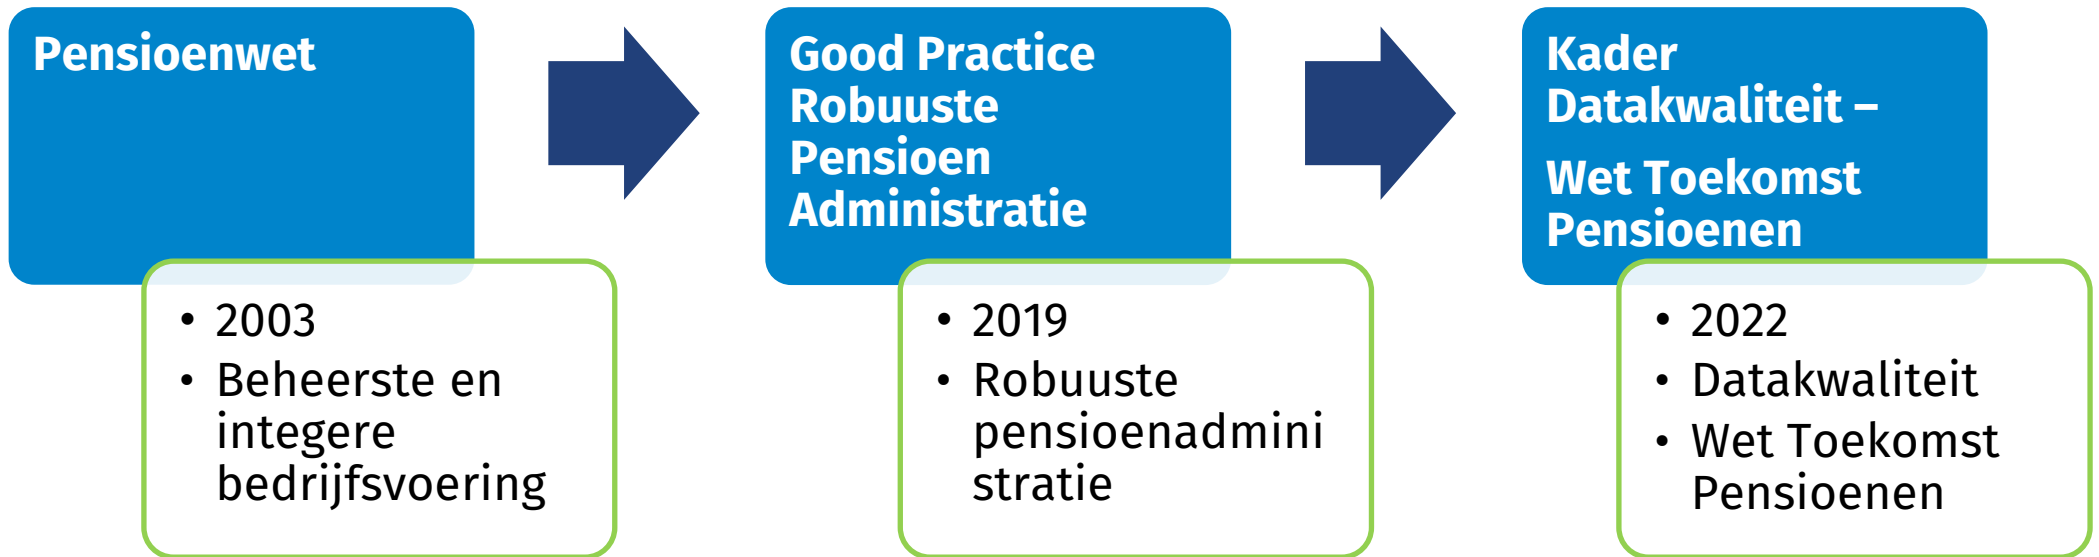 Pensioenwet
• 2003
• Beheerste en
integere
bedrijfsvoering
Good Practice
Robuuste
Pensioen
Administratie
• 2019
• Robuuste
pensioenadmini
stratie
Kader
Datakwaliteit –
Wet Toekomst
Pensioenen
• 2022
• Datakwaliteit
• Wet Toekomst
Pensioenen